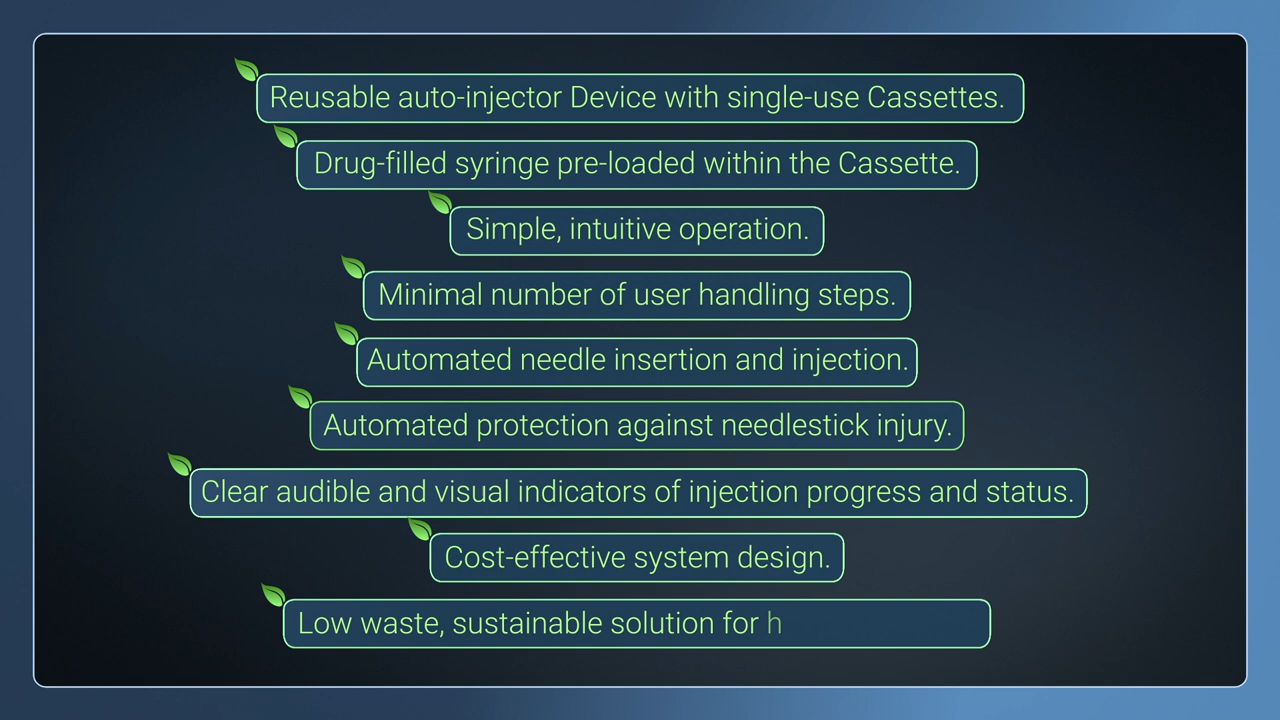 Reusable auto-injector Device with single-use Cassettes.
Drug-filled syringe pre-loaded within the Cassette.
Simple, intuitive operation.
Minimal number of user handling steps.
Automated needle insertion and injection.
Automated protection against needlestick injury.
Clear audible and visual indicators of injection progress and status.
Cost-effective system design.
Low waste, sustainable solution for h